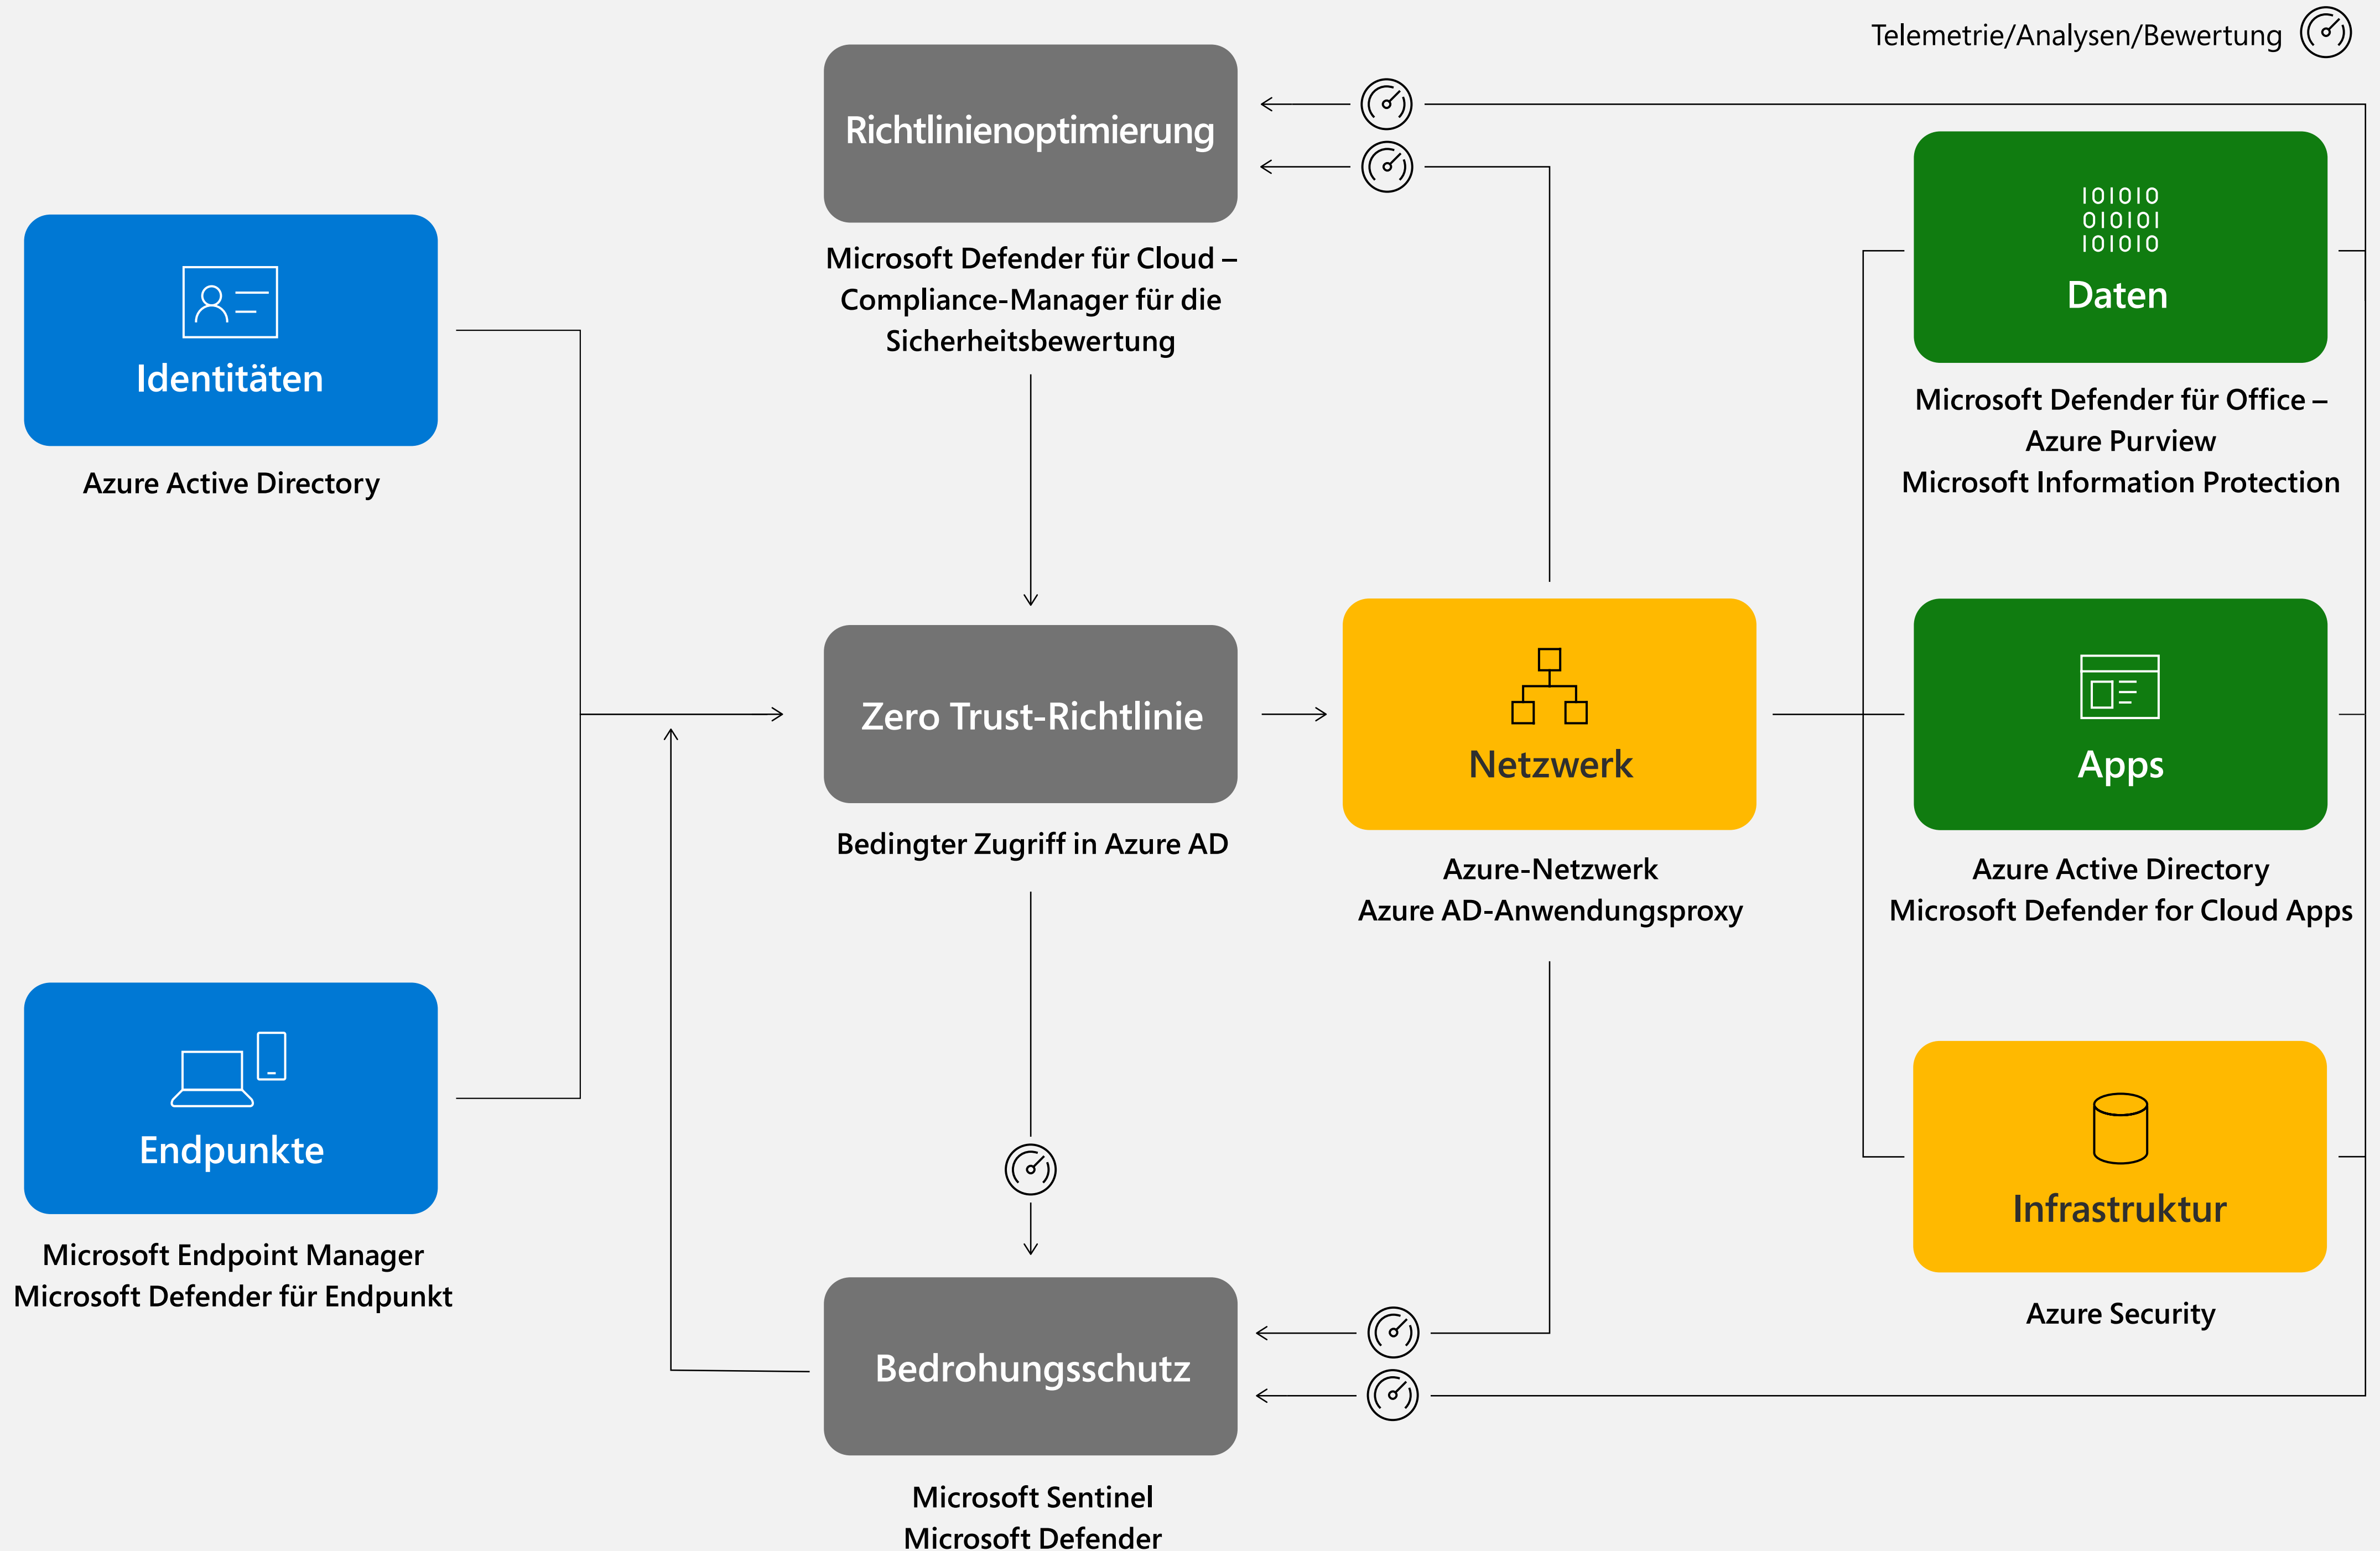 Telemetrie/Analysen/Bewertung
Richtlinienoptimierung
Microsoft Defender für Cloud –
Compliance-Manager für die
Sicherheitsbewertung
Identitäten
Azure Active Directory
Endpunkte
Microsoft Endpoint Manager
Microsoft Defender für Endpunkt
Zero Trust-Richtlinie
Bedingter Zugriff in Azure AD
Bedrohungsschutz
Microsoft Sentinel
Microsoft Defender
Netzwerk
Azure-Netzwerk
Azure AD-Anwendungsproxy
101010
010101
101010
Daten
Microsoft Defender für Office –
Azure Purview
Microsoft Information Protection
Apps
Azure Active Directory
Microsoft Defender for Cloud Apps
Infrastruktur
Azure Security